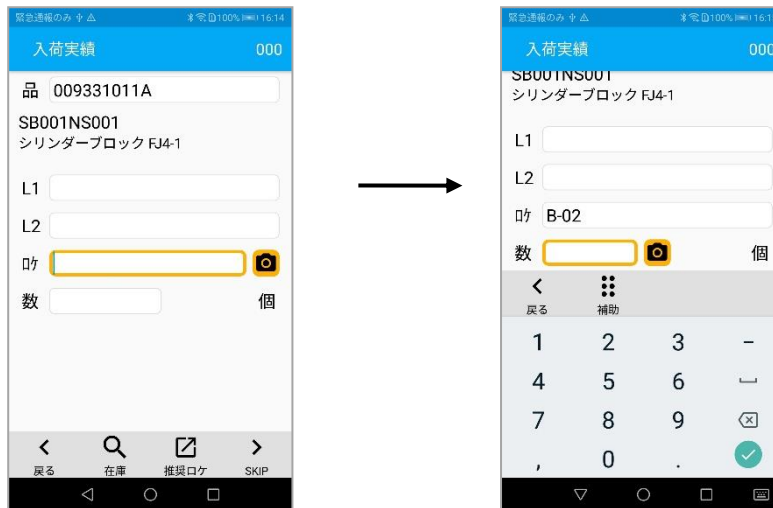 緊急通報のみ 100% 16:14
入荷実績 000
品 009331011A
SB001NS001
シリンダーブロック FJ4-1
L1
L2
ﾛｹ
数 個
戻る 在庫 推奨ロケ SKIP
緊急通報のみ 100% 16:1
入荷実績 000
SB001NS001
シリンダーブロック FJ4-1
L1
L2
ﾛｹ B-02
数 個
戻る 補助
1 2 3 -
4 5 6
7 8 9
, 0 .